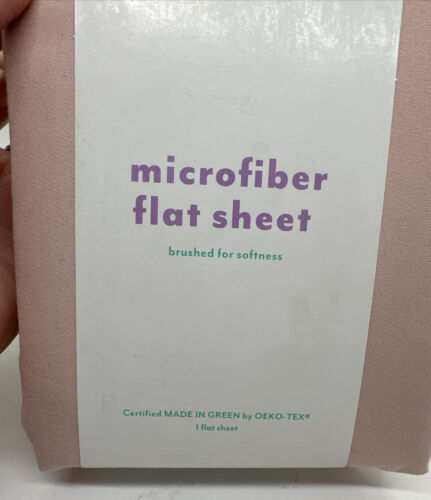 microfiber
flat sheet
brushed for softness
Certified MADE IN GREEN by OEKO-TEX®
1 flat sheet